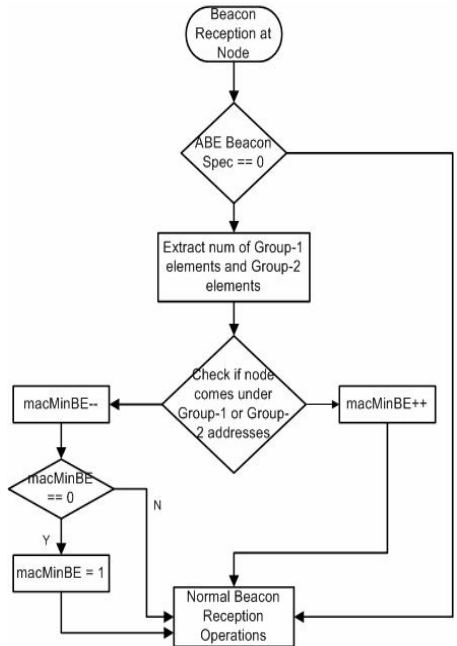 Beacon
Reception at
Node
ABE Beacon
Spec == 0
Extract num of Group-1
elements and Group-2
elements
Check if node
comes under
Group-1 or Group-
2 addresses
macMinBE--
macMinBE++
macMinBE
== 0
N
Y
macMinBE = 1
Normal Beacon
Reception
Operations